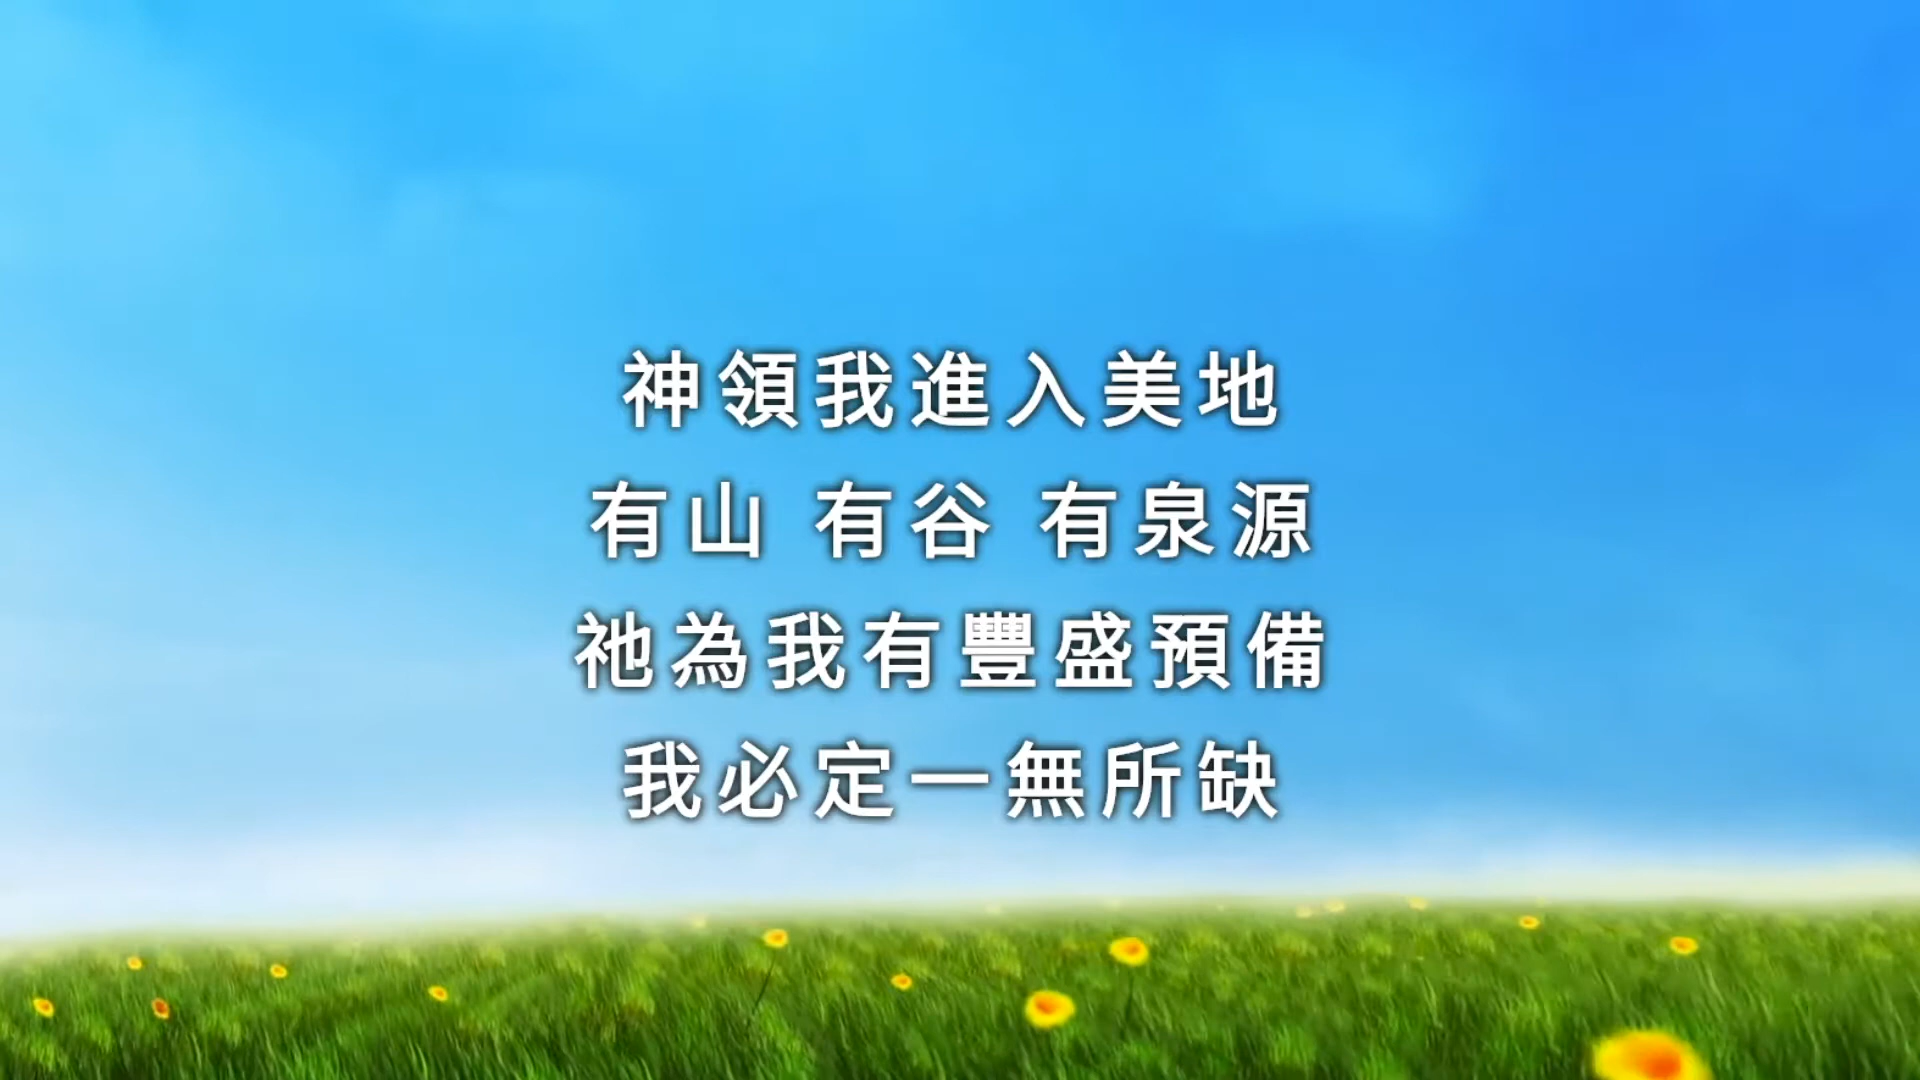 神領我進入美地
有山 有谷 有泉源
祂為我有豐盛預備
我必定一無所缺